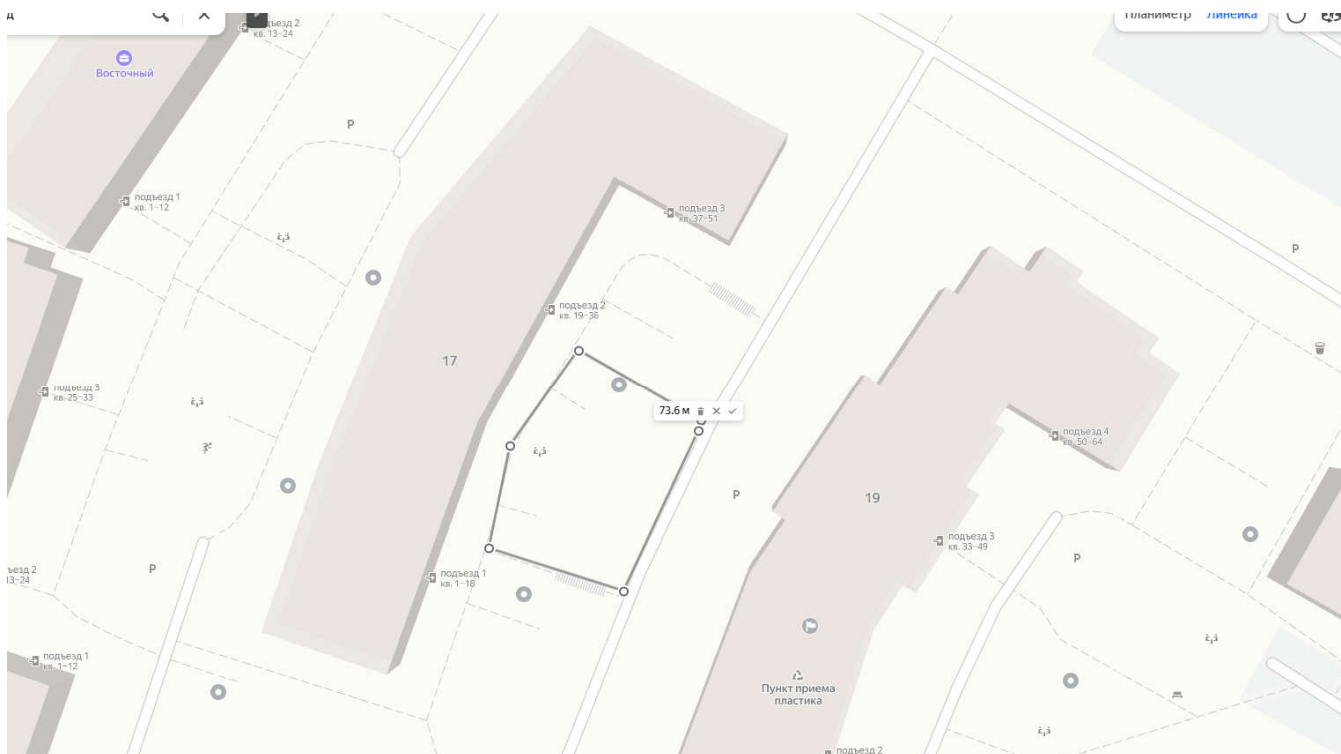 д
Планиметр Линейка
подъезд 2
кв. 13–24
Восточный
P
подъезд 1
кв. 1–12
подъезд 3
кв. 37–51
P
подъезд 2
кв. 19–36
17
подъезд 3
кв. 25–33
73.6 м
подъезд 4
кв. 50–64
P
19
подъезд 3
кв. 33–49
P
P
подъезд 1
кв. 1–18
ъезд 2
13–24
подъезд 1
кв. 1–12
Пункт приема
пластика
подъезд 2